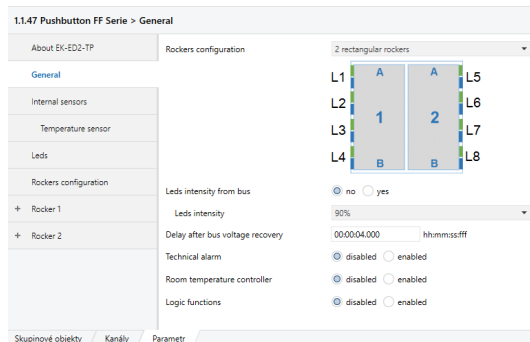 1.1.47 Pushbutton FF Serie > General
About EK-ED2-TP
Rockers configuration
2 rectangular rockers
General
A
A
L1
L5
Internal sensors
L2
L6
1
2
Temperature sensor
L3
L7
Leds
L4
L8
B
B
Rockers configuration
Leds intensity from bus
no
yes
+ Rocker 1
Leds intensity
90%
+ Rocker 2
Delay after bus voltage recovery
00:00:04.000
hh:mm:ss:fff
Technical alarm
disabled
enabled
Room temperature controller
disabled
enabled
Logic functions
disabled
enabled
Skupinové objekty / Kanály / Parametr